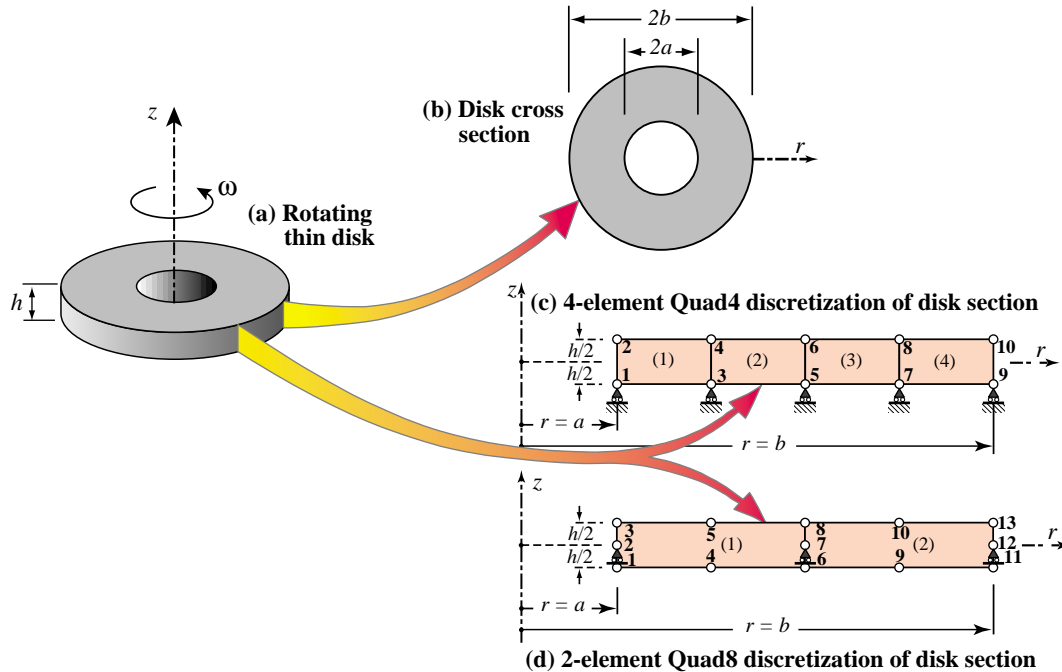 2b
2a
(b) Disk cross
section
r
z
ω
(a) Rotating
thin disk
h
z
(c) 4-element Quad4 discretization of disk section
2 4 6 8 10
h/2
(1) (2) (3) (4)
r
h/2
1 3 5 7 9
r = a
r = b
z
3 5 8 10 13
h/2
2 (1) 7 (2) 12
r
h/2
1 4 6 9 11
r = a
r = b
(d) 2-element Quad8 discretization of disk section